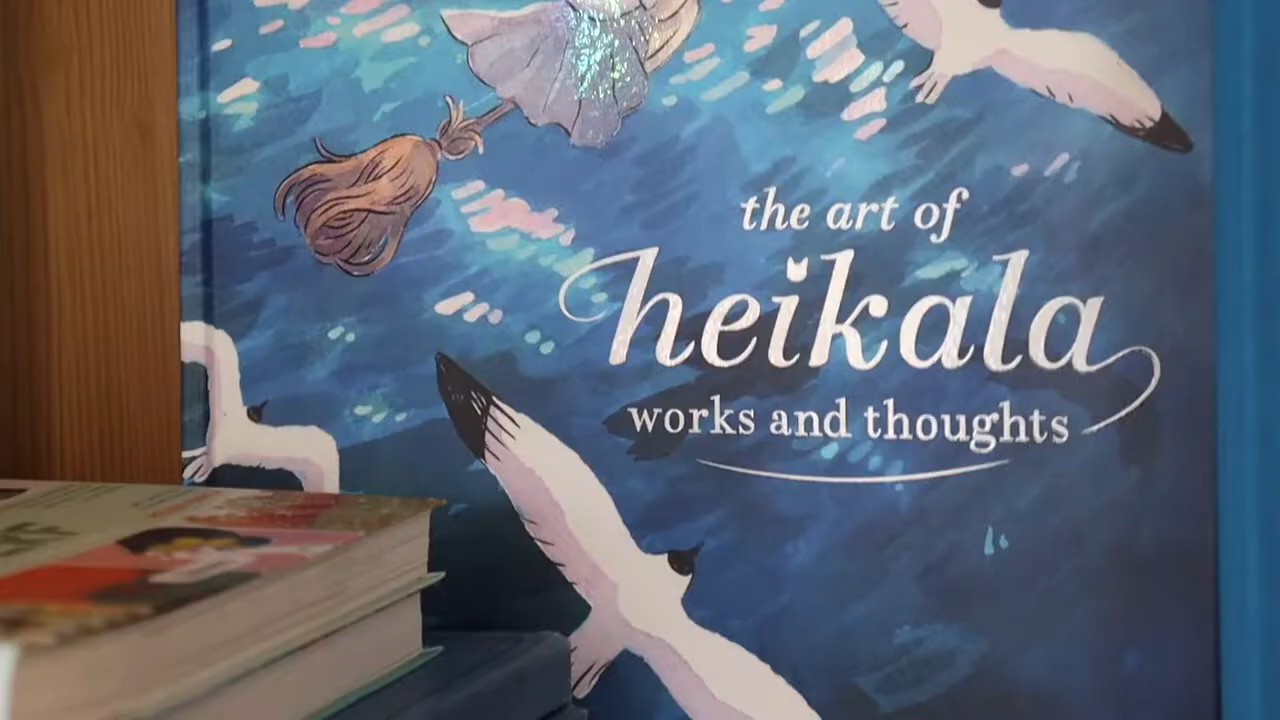 the art of
heikala
works and thoughts